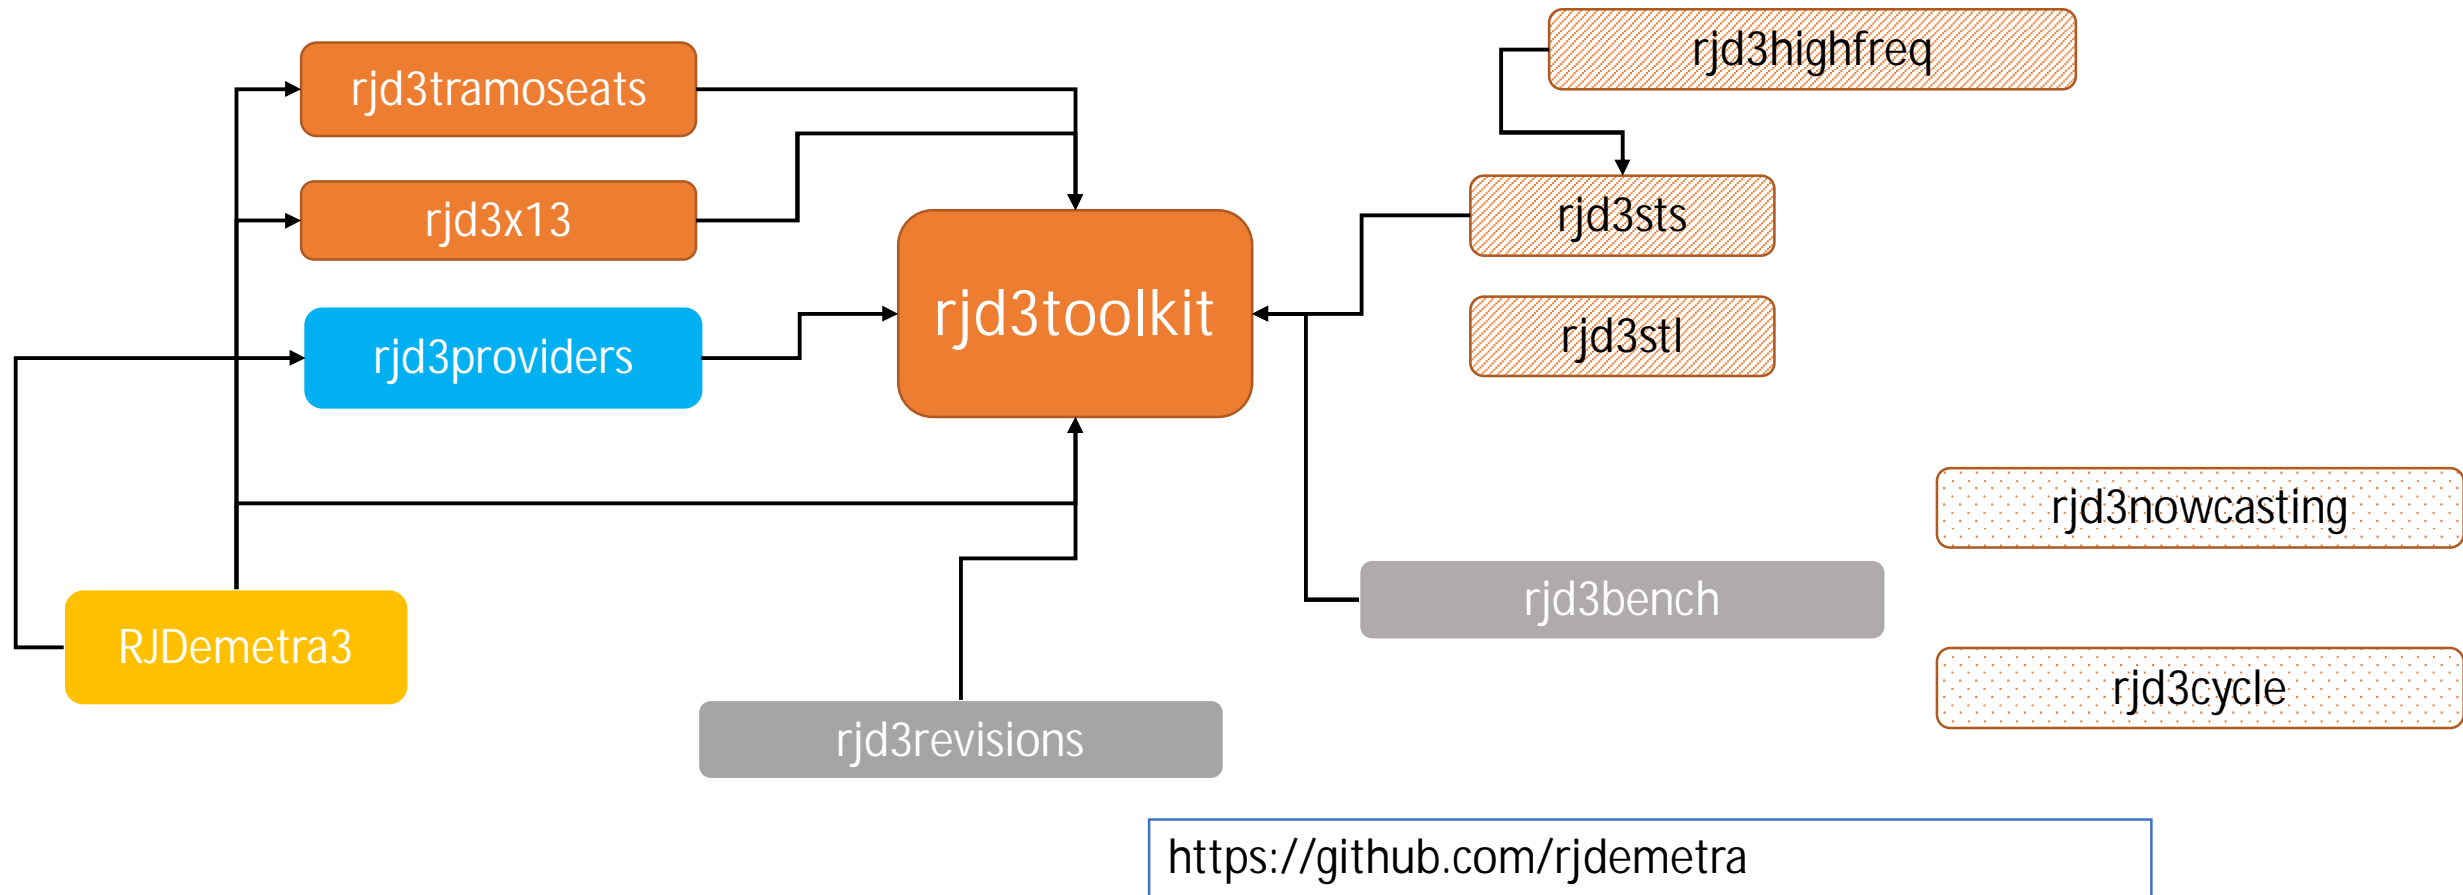 rjd3highfreq
rjd3tramoseats
rjd3x13
rjd3sts
rjd3toolkit
rjd3stl
rjd3providers
rjd3nowcasting
rjd3bench
RJDemetra3
rjd3cycle
rjd3revisions
https://github.com/rjdemetra